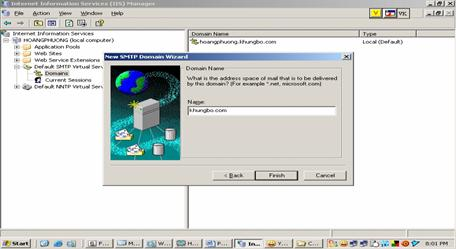 Internet Information Services (IIS) Manager
File Action View Window Help
Internet Information Services
HOANGPHUONG (local computer)
Application Pools
Web Sites
Web Service Extensions
Default SMTP Virtual Server
Domains
Current Sessions
Default NNTP Virtual Server
Domain Name
Type
hoangphuong.khungbo.com
Local (Default)
New SMTP Domain Wizard
Domain Name
What is the address space of mail that is to be delivered
by this domain? (For example *.net, microsoft.com)
Name:
khungbo.com
< Back
Finish
Cancel
VK
Start
8:01 PM